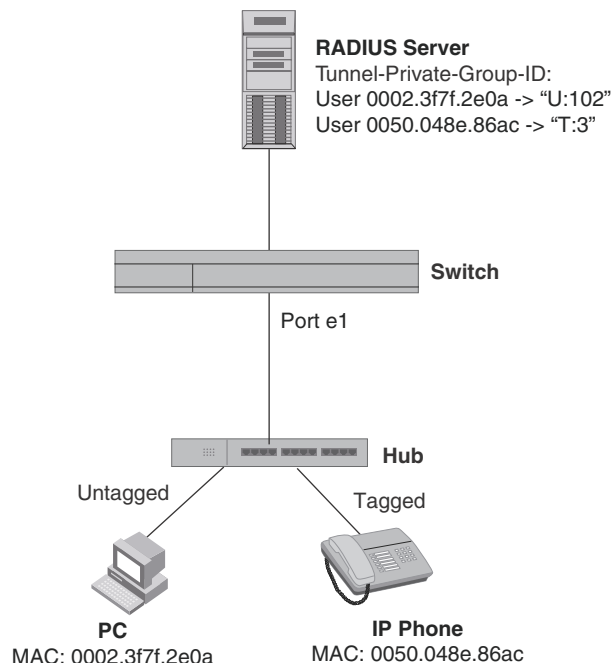 RADIUS Server
Tunnel-Private-Group-ID:
User 0002.3f7f.2e0a -> “U:102”
User 0050.048e.86ac -> “T:3”
Switch
Port e1
Hub
Untagged
Tagged
PC
MAC: 0002.3f7f.2e0a
IP Phone
MAC: 0050.048e.86ac